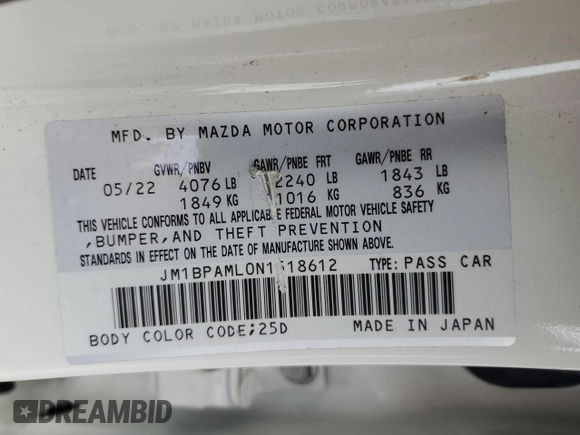 MFD. BY MAZDA MOTOR CORPORATION
DATE GVWR/PNBV GAWR/PNBE FRT GAWR/PNBE RR
05/22 4076 LB 2240 LB 1843 LB
1849 KG 1016 KG 836 KG
THIS VEHICLE CONFORMS TO ALL APPLICABLE FEDERAL MOTOR VEHICLE SAFETY
,BUMPER,AND THEFT PREVENTION
STANDARDS IN EFFECT ON THE DATE OF MANUFACTURE SHOWN ABOVE.
TYPE: PASS CAR
BODY COLOR CODE;25D MADE IN JAPAN
DREAMBID